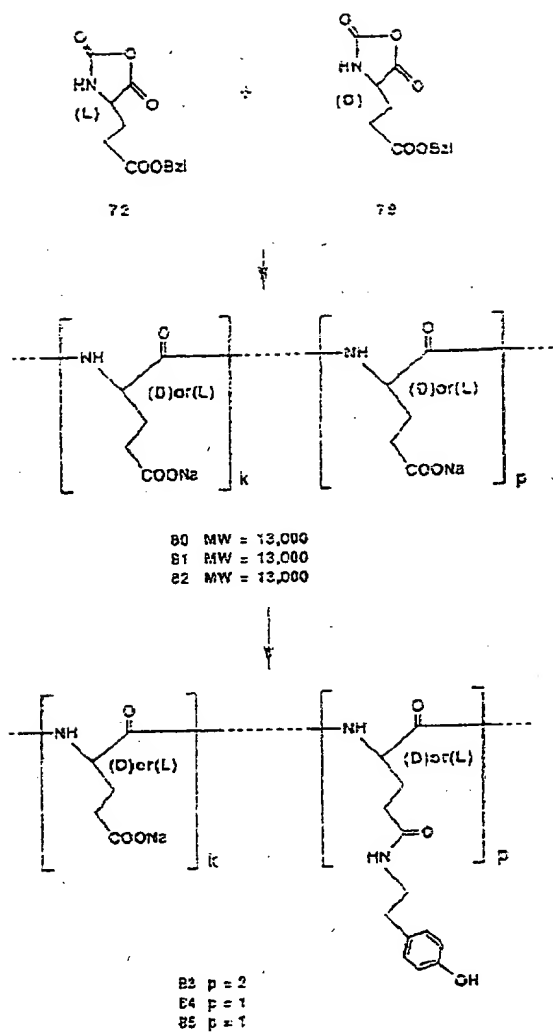 O O O O
HN O HN O
(L) ÷ (D)
COOBzl COOBzl
72 79
O O
NH NH
(D)or(L) (D)or(L)
COONa COONa
k p
80 MW = 13,000
81 MW = 13,000
82 MW = 13,000
O O
NH NH
(D)or(L) (D)or(L)
COONa O
k HN p
OH
83 p = 2
84 p = 1
85 p = 1